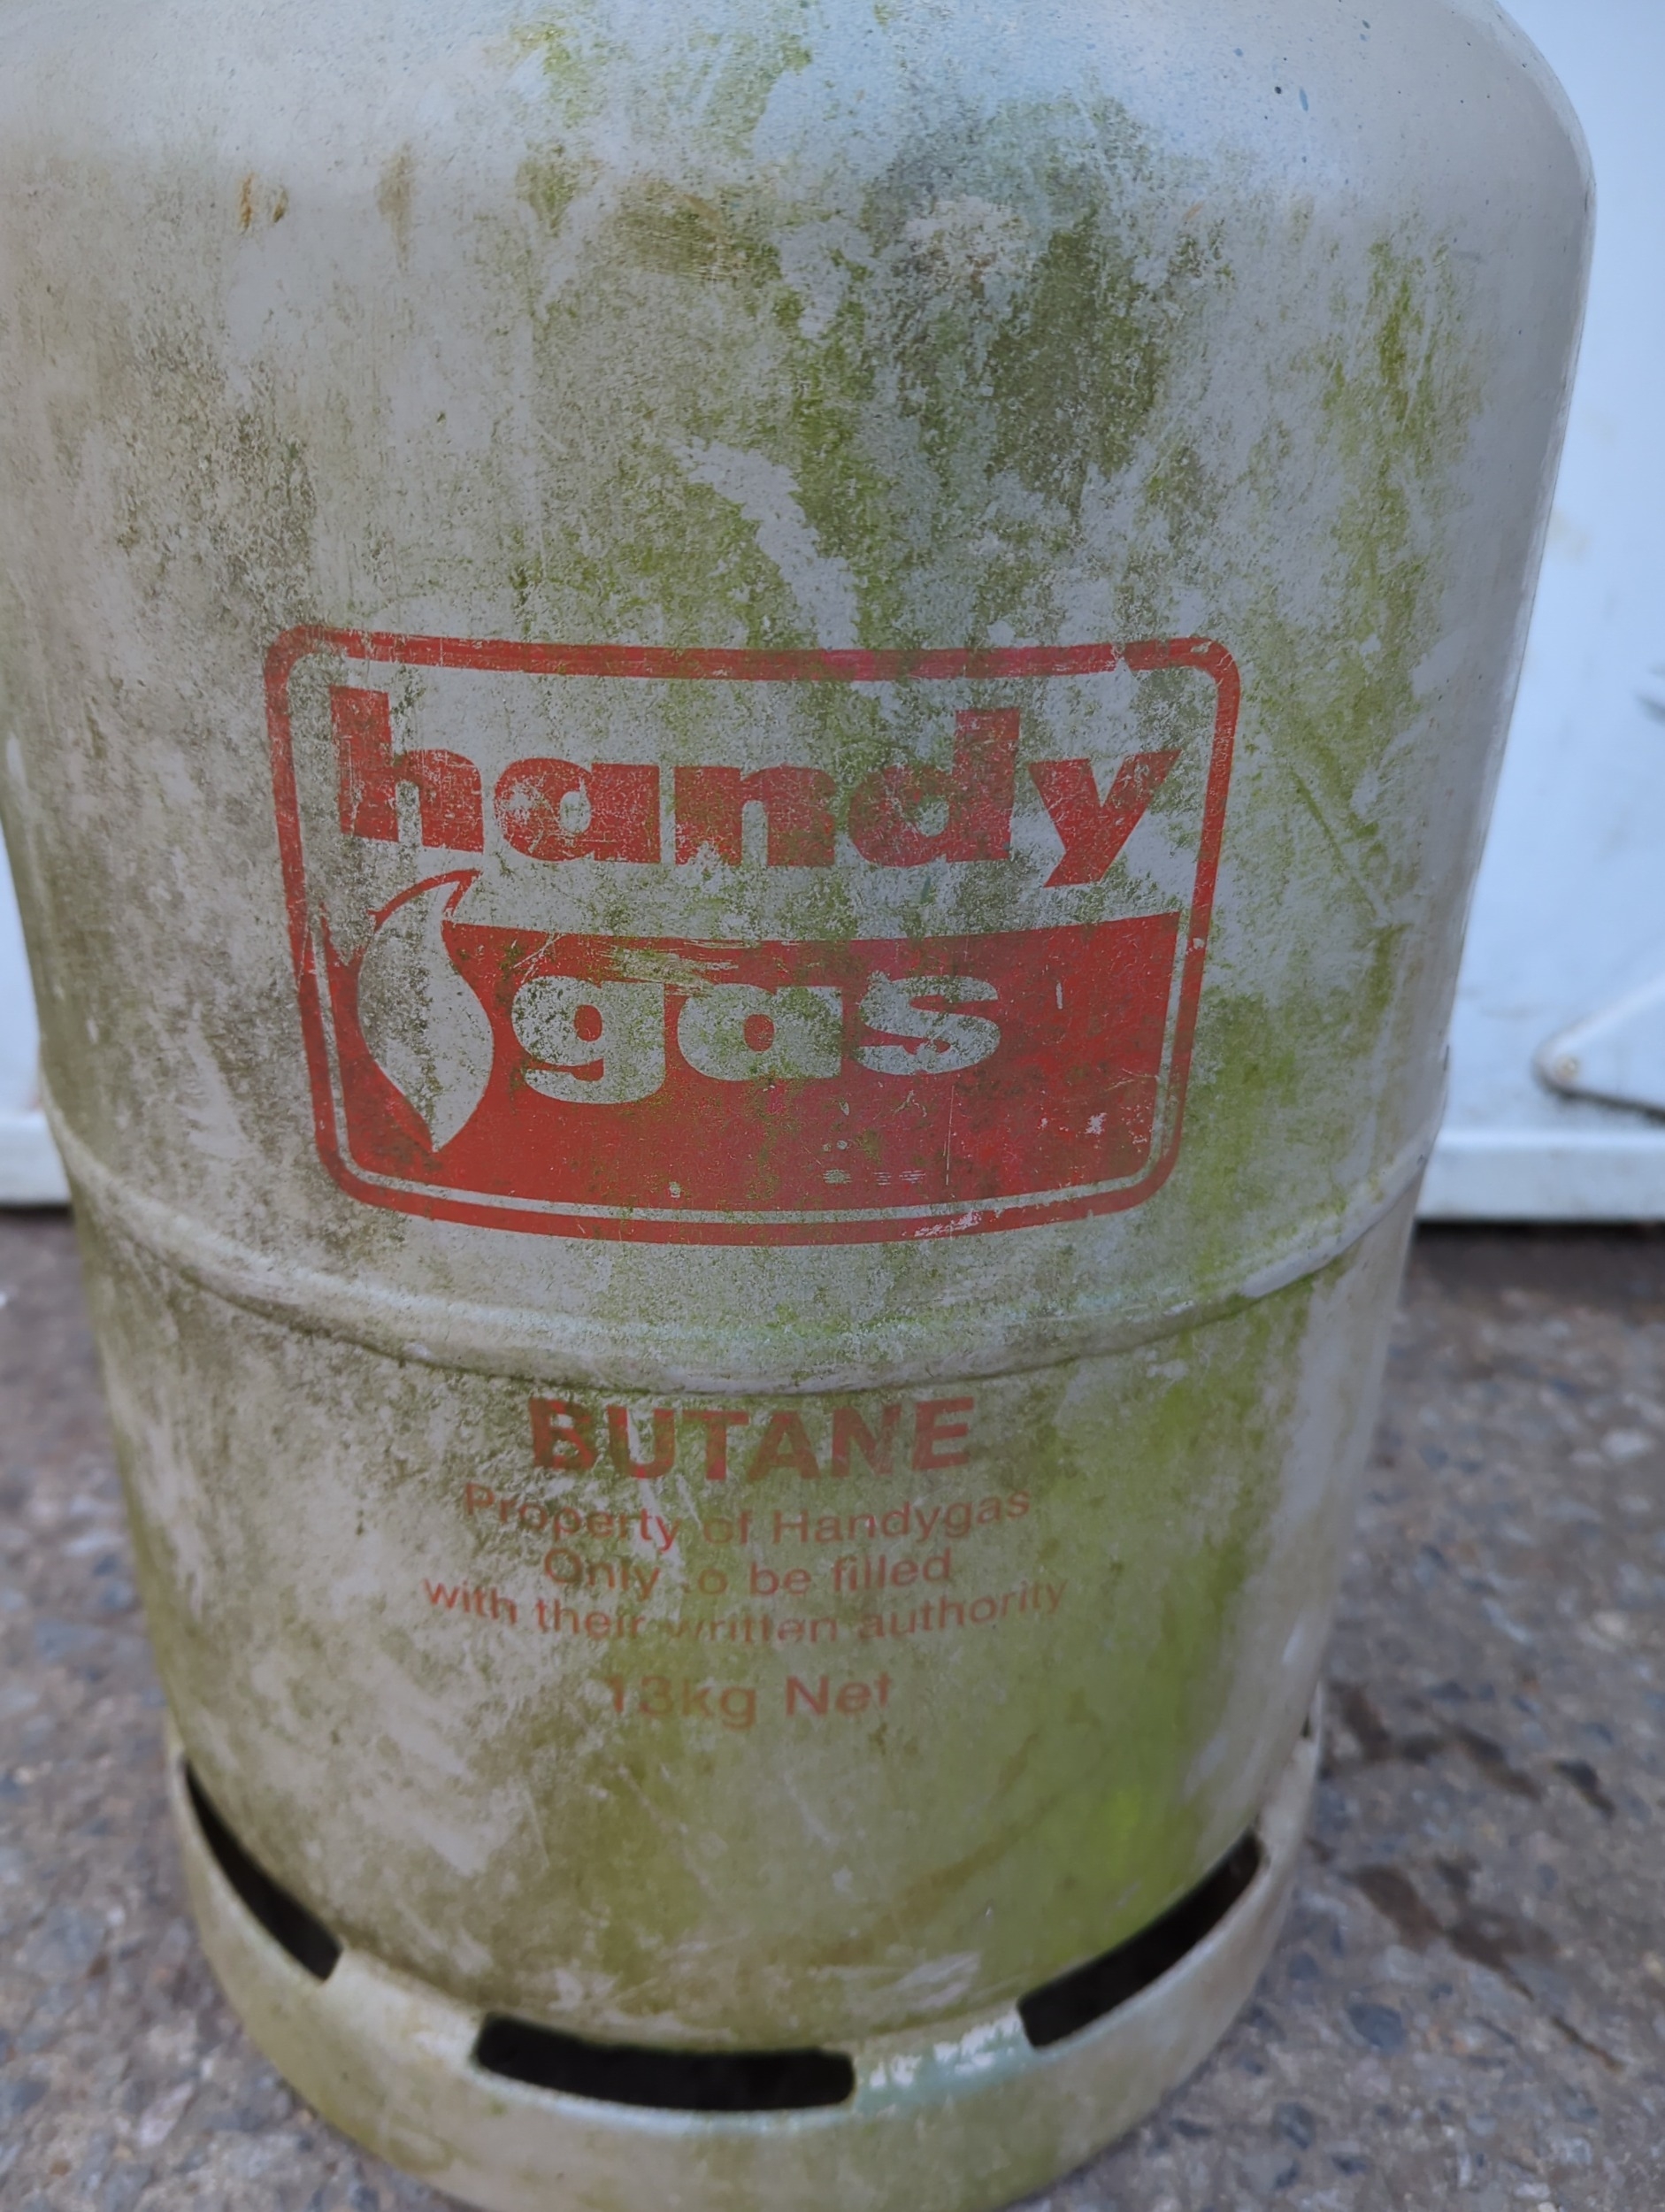 handy
gas
BUTANE
Property of Handygas
Only to be filled
with their written authority
13kg Net